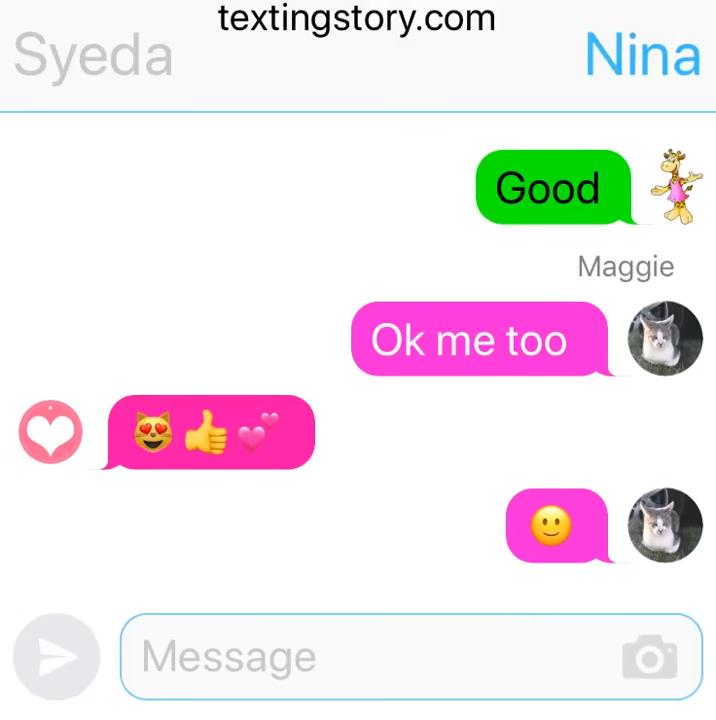 textingstory.com
Syeda Nina
Good
Maggie
Ok me too
😻 👍 💕
🙂
Message